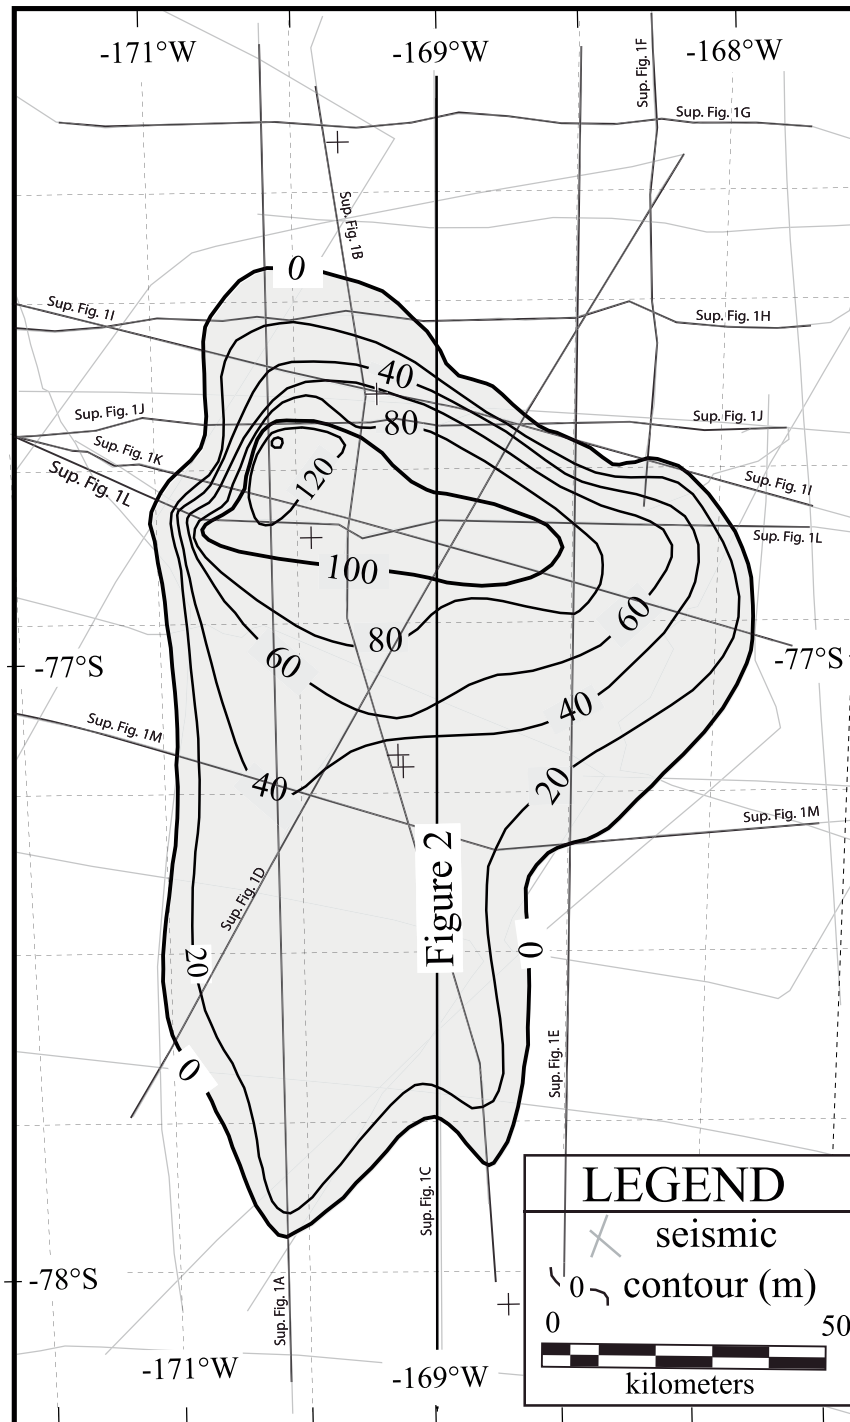 -171°W
-169°W
-168°W
Sup. Fig. 1F
Sup. Fig. 1G
Sup. Fig. 1B
0
Sup. Fig. 1I
Sup. Fig. 1H
40
Sup. Fig. 1J
80
Sup. Fig. 1J
Sup. Fig. 1K
Sup. Fig. 1L
120
Sup. Fig. 1I
Sup. Fig. 1L
100
60
80
60
-77°S
-77°S
40
Sup. Fig. 1M
40
20
Sup. Fig. 1M
Figure 2
Sup. Fig. 1D
20
0
0
Sup. Fig. 1E
Sup. Fig. 1C
LEGEND
seismic
-78°S
0
contour (m)
Sup. Fig. 1A
0
50
-171°W
-169°W
kilometers